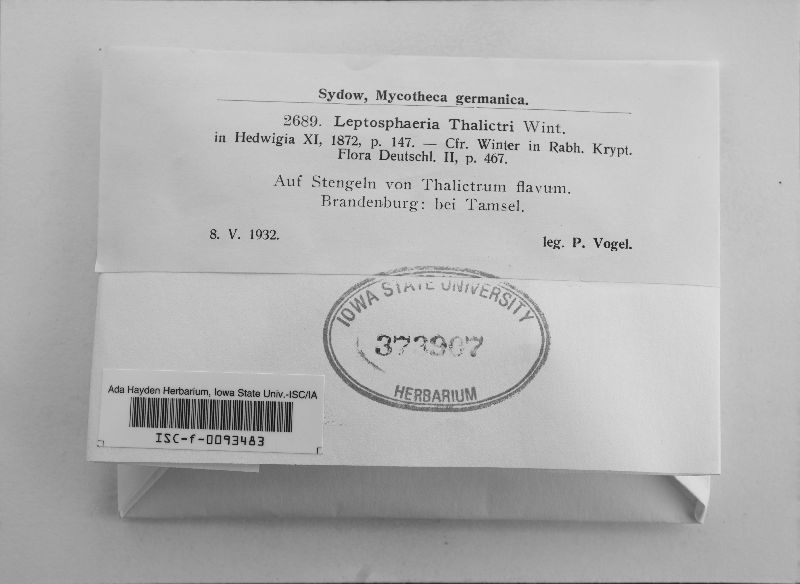 Sydow, Mycotheca germanica.
2689. Leptosphaeria Thalictri Wint.
in Hedwigia XI, 1872, p. 147. — Cfr. Winter in Rabh. Krypt.
Flora Deutschl. II, p. 467.
Auf Stengeln von Thalictrum flavum.
Brandenburg: bei Tamsel.
8. V. 1932. leg. P. Vogel.
IOWA STATE UNIVERSITY
373907
HERBARIUM
Ada Hayden Herbarium, Iowa State Univ.-ISC/IA
ISC-f-0093483